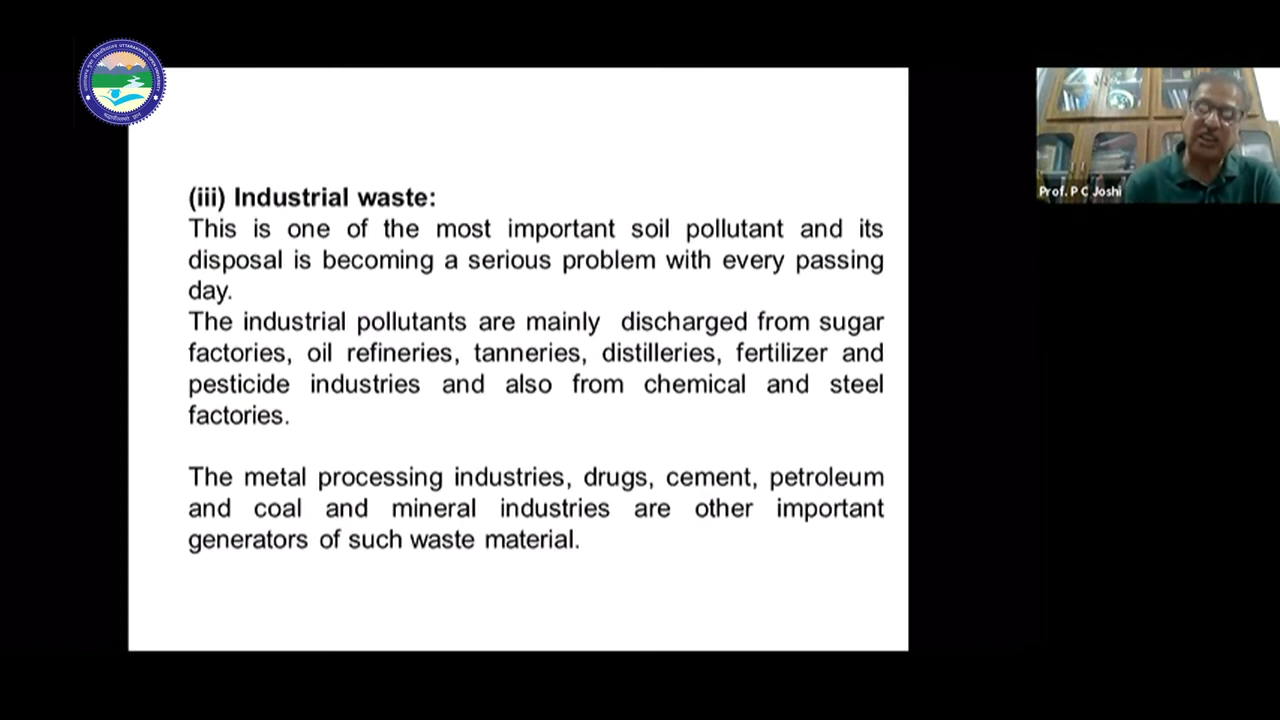 (iii) Industrial waste:
This is one of the most important soil pollutant and its
disposal is becoming a serious problem with every passing
day.
The industrial pollutants are mainly discharged from sugar
factories, oil refineries, tanneries, distilleries, fertilizer and
pesticide industries and also from chemical and steel
factories.
The metal processing industries, drugs, cement, petroleum
and coal and mineral industries are other important
generators of such waste material.
Prof. P C Joshi